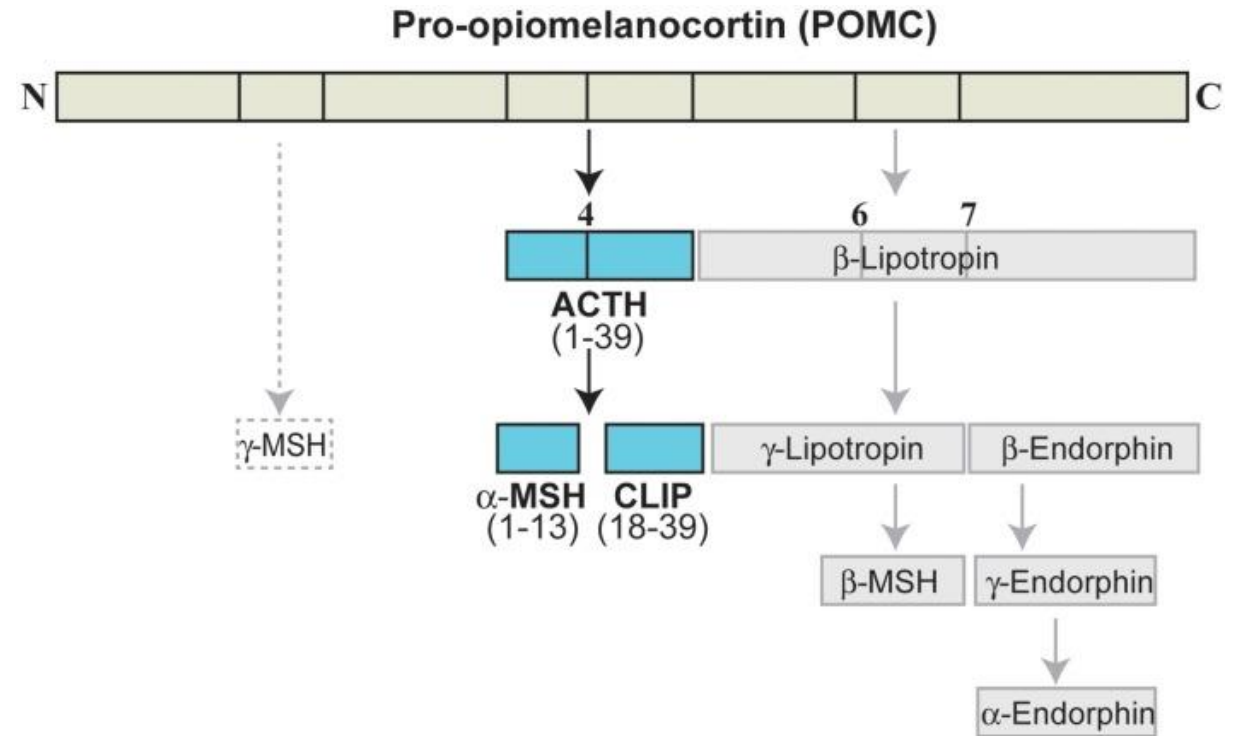 Pro-opiomelanocortin (POMC)
N
C
4
6
7
β-Lipotropin
ACTH
(1-39)
γ-MSH
γ-Lipotropin
β-Endorphin
α-MSH
CLIP
(1-13)
(18-39)
β-MSH
γ-Endorphin
α-Endorphin